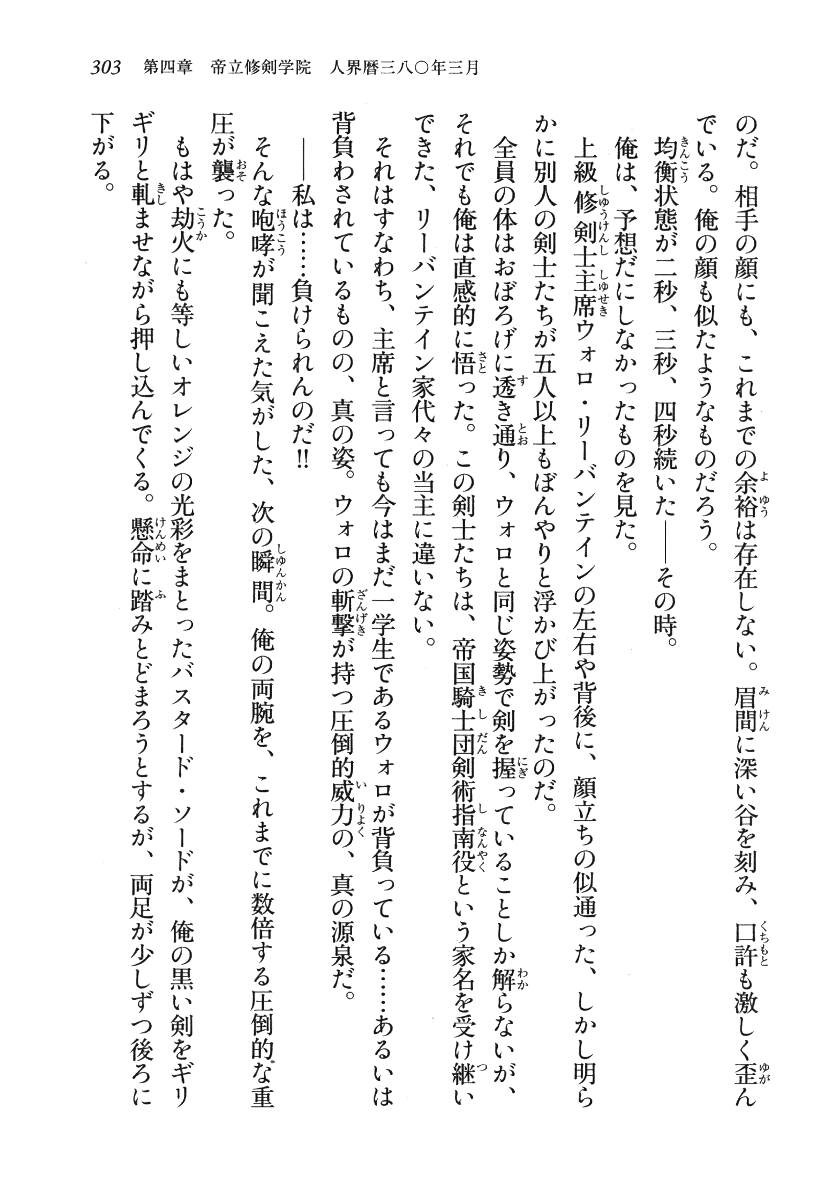 303 第四章 帝立修剣学院 人界暦三八〇年三月
のだ。相手の顔にも、これまでの余裕は存在しない。眉間に深い谷を刻み、口許も激しく歪ん
でいる。俺の顔も似たようなものだろう。
均衡状態が二秒、三秒、四秒続いた――その時。
俺は、予想だにしなかったものを見た。
上級修剣士主席ウォロ・リーバンテインの左右や背後に、顔立ちの似通った、しかし明ら
かに別人の剣士たちが五人以上もぼんやりと浮かび上がったのだ。
全員の体はおぼろげに透き通り、ウォロと同じ姿勢で剣を握っていることしか解らないが、
それでも俺は直感的に悟った。この剣士たちは、帝国騎士団剣術指南役という家名を受け継い
できた、リーバンテイン家代々の当主に違いない。
それはすなわち、主席と言っても今はまだ一学生であるウォロが背負っている……あるいは
背負わされているものの、真の姿。ウォロの斬撃が持つ圧倒的威力の、真の源泉だ。
――私は……負けられんのだ!!
そんな咆哮が聞こえた気がした、次の瞬間。俺の両腕を、これまでに数倍する圧倒的な重
圧が襲った。
もはや劫火にも等しいオレンジの光彩をまとったバスタード・ソードが、俺の黒い剣をギリ
ギリと軋ませながら押し込んでくる。懸命に踏みとどまろうとするが、両足が少しずつ後ろに
下がる。